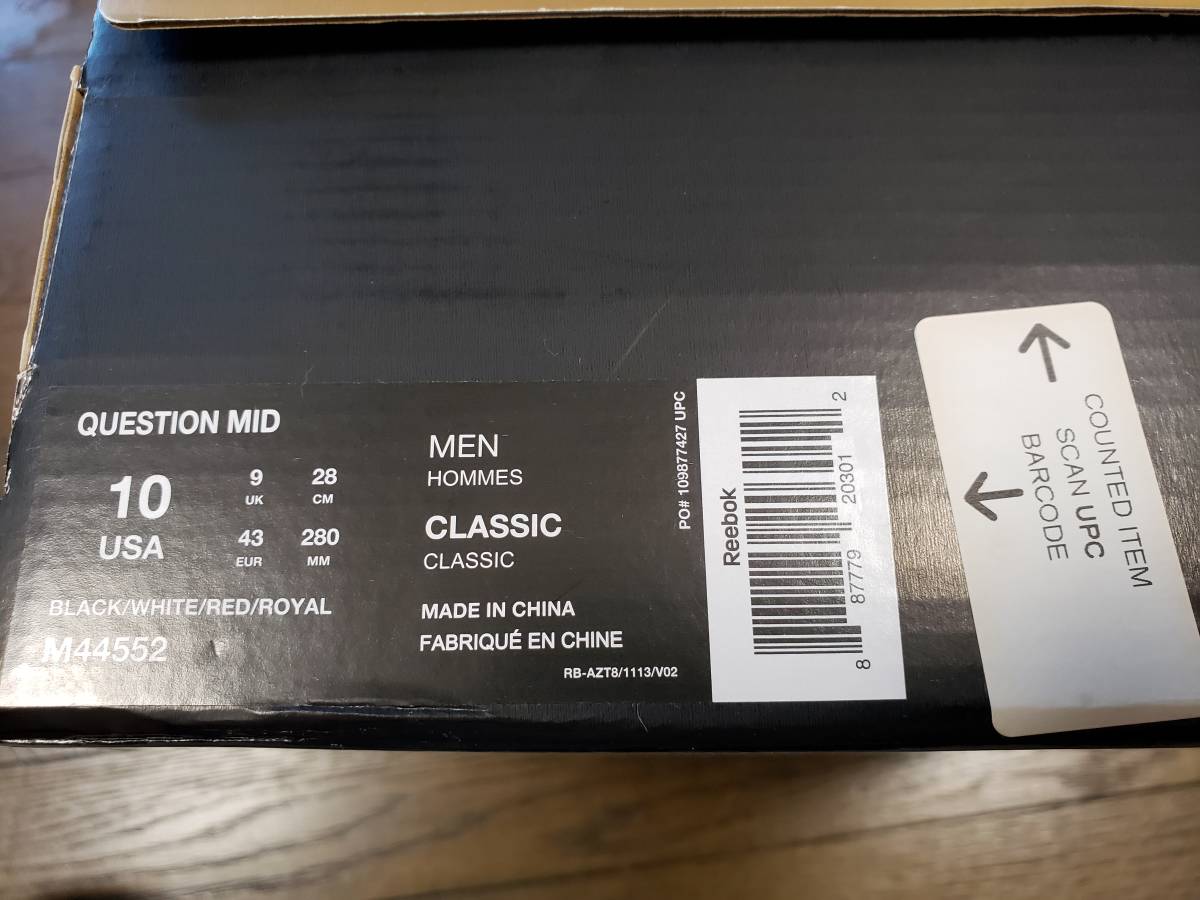 QUESTION MID
10
USA
9
UK
28
CM
43
EUR
280
MM
BLACK/WHITE/RED/ROYAL
M44552
MEN
HOMMES
CLASSIC
CLASSIC
MADE IN CHINA
FABRIQUÉ EN CHINE
RB-AZT8/1113/V02
PO# 109877427 UPC
Reebok
8 87779 20301 2
COUNTED ITEM
SCAN UPC
BARCODE